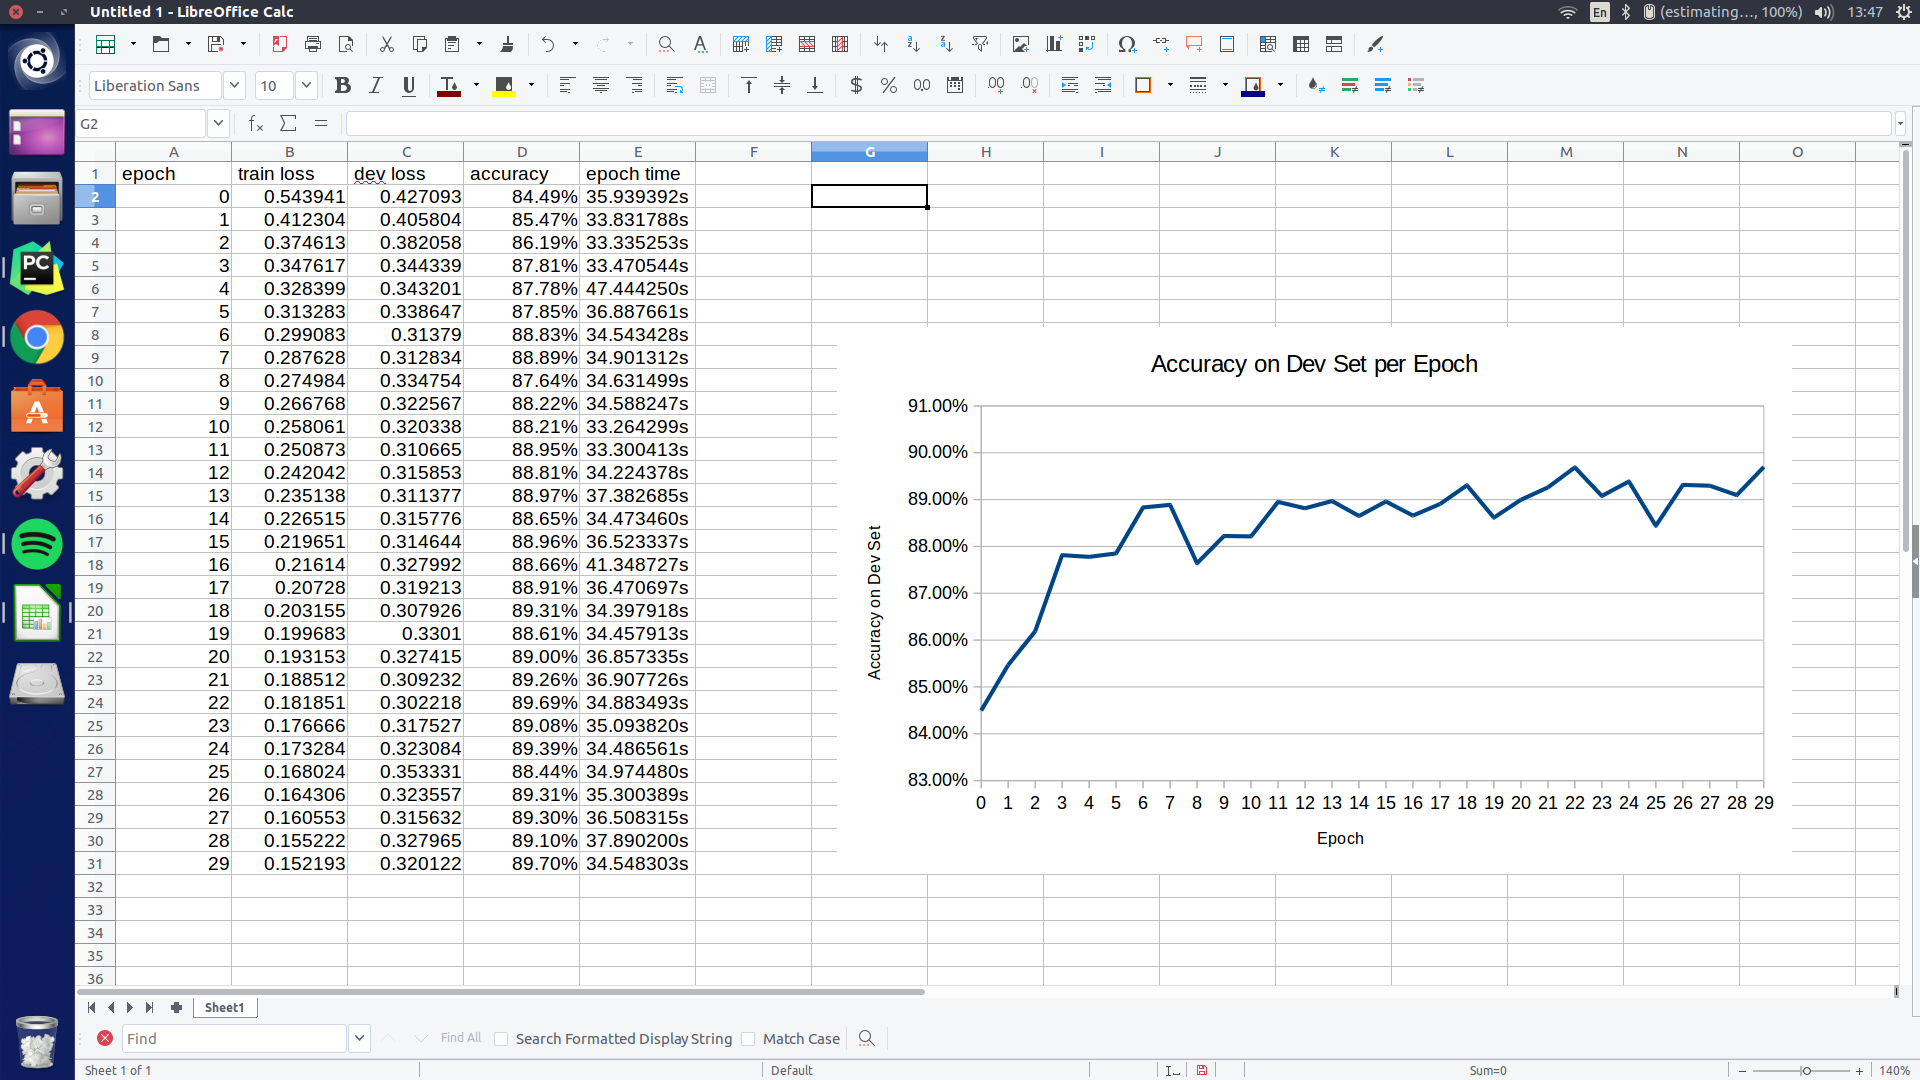 Untitled 1 - LibreOffice Calc
En (estimating..., 100%) 13:47
Liberation Sans 10
G2
A B C D E F G H I J K L M N O
1 epoch train loss dev loss accuracy epoch time
2 0 0.543941 0.427093 84.49% 35.939392s
3 1 0.412304 0.405804 85.47% 33.831788s
4 2 0.374613 0.382058 86.19% 33.335253s
5 3 0.347617 0.344339 87.81% 33.470544s
6 4 0.328399 0.343201 87.78% 47.444250s
7 5 0.313283 0.338647 87.85% 36.887661s
8 6 0.299083 0.31379 88.83% 34.543428s
9 7 0.287628 0.312834 88.89% 34.901312s
10 8 0.274984 0.334754 87.64% 34.631499s
11 9 0.266768 0.322567 88.22% 34.588247s
12 10 0.258061 0.320338 88.21% 33.264299s
13 11 0.250873 0.310665 88.95% 33.300413s
14 12 0.242042 0.315853 88.81% 34.224378s
15 13 0.235138 0.311377 88.97% 37.382685s
16 14 0.226515 0.315776 88.65% 34.473460s
17 15 0.219651 0.314644 88.96% 36.523337s
18 16 0.21614 0.327992 88.66% 41.348727s
19 17 0.20728 0.319213 88.91% 36.470697s
20 18 0.203155 0.307926 89.31% 34.397918s
21 19 0.199683 0.3301 88.61% 34.457913s
22 20 0.193153 0.327415 89.00% 36.857335s
23 21 0.188512 0.309232 89.26% 36.907726s
24 22 0.181851 0.302218 89.69% 34.883493s
25 23 0.176666 0.317527 89.08% 35.093820s
26 24 0.173284 0.323084 89.39% 34.486561s
27 25 0.168024 0.353331 88.44% 34.974480s
28 26 0.164306 0.323557 89.31% 35.300389s
29 27 0.160553 0.315632 89.30% 36.508315s
30 28 0.155222 0.327965 89.10% 37.890200s
31 29 0.152193 0.320122 89.70% 34.548303s
32
33
34
35
36
Accuracy on Dev Set per Epoch
91.00%
90.00%
89.00%
88.00%
87.00%
86.00%
85.00%
84.00%
83.00%
Accuracy on Dev Set
0 1 2 3 4 5 6 7 8 9 10 11 12 13 14 15 16 17 18 19 20 21 22 23 24 25 26 27 28 29
Epoch
Sheet1
Find Find All Search Formatted Display String Match Case
Sheet 1 of 1 Default Sum=0 140%
PC